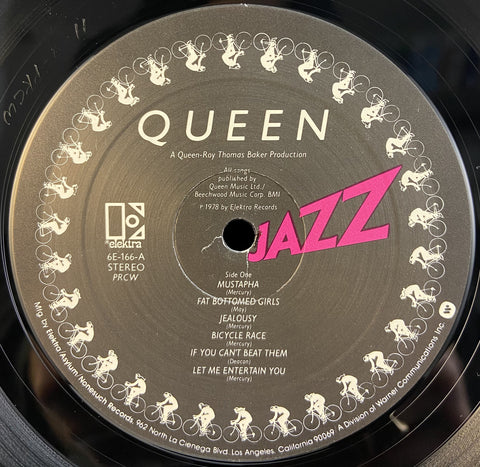 QUEEN
A Queen-Roy Thomas Baker Production
All songs
published by
Queen Music Ltd./
Beechwood Music Corp. BMI
℗ 1978 by Elektra Records
JAZZ
elektra
6E-166-A
STEREO
PRCW
Side One
MUSTAPHA
(Mercury)
FAT BOTTOMED GIRLS
(May)
JEALOUSY
(Mercury)
BICYCLE RACE
(Mercury)
IF YOU CAN'T BEAT THEM
(Deacon)
LET ME ENTERTAIN YOU
(Mercury)
Mfg by Elektra/Asylum/Nonesuch Records, 962 North La Cienega Blvd. Los Angeles, California 90069 A Division of Warner Communications Inc.